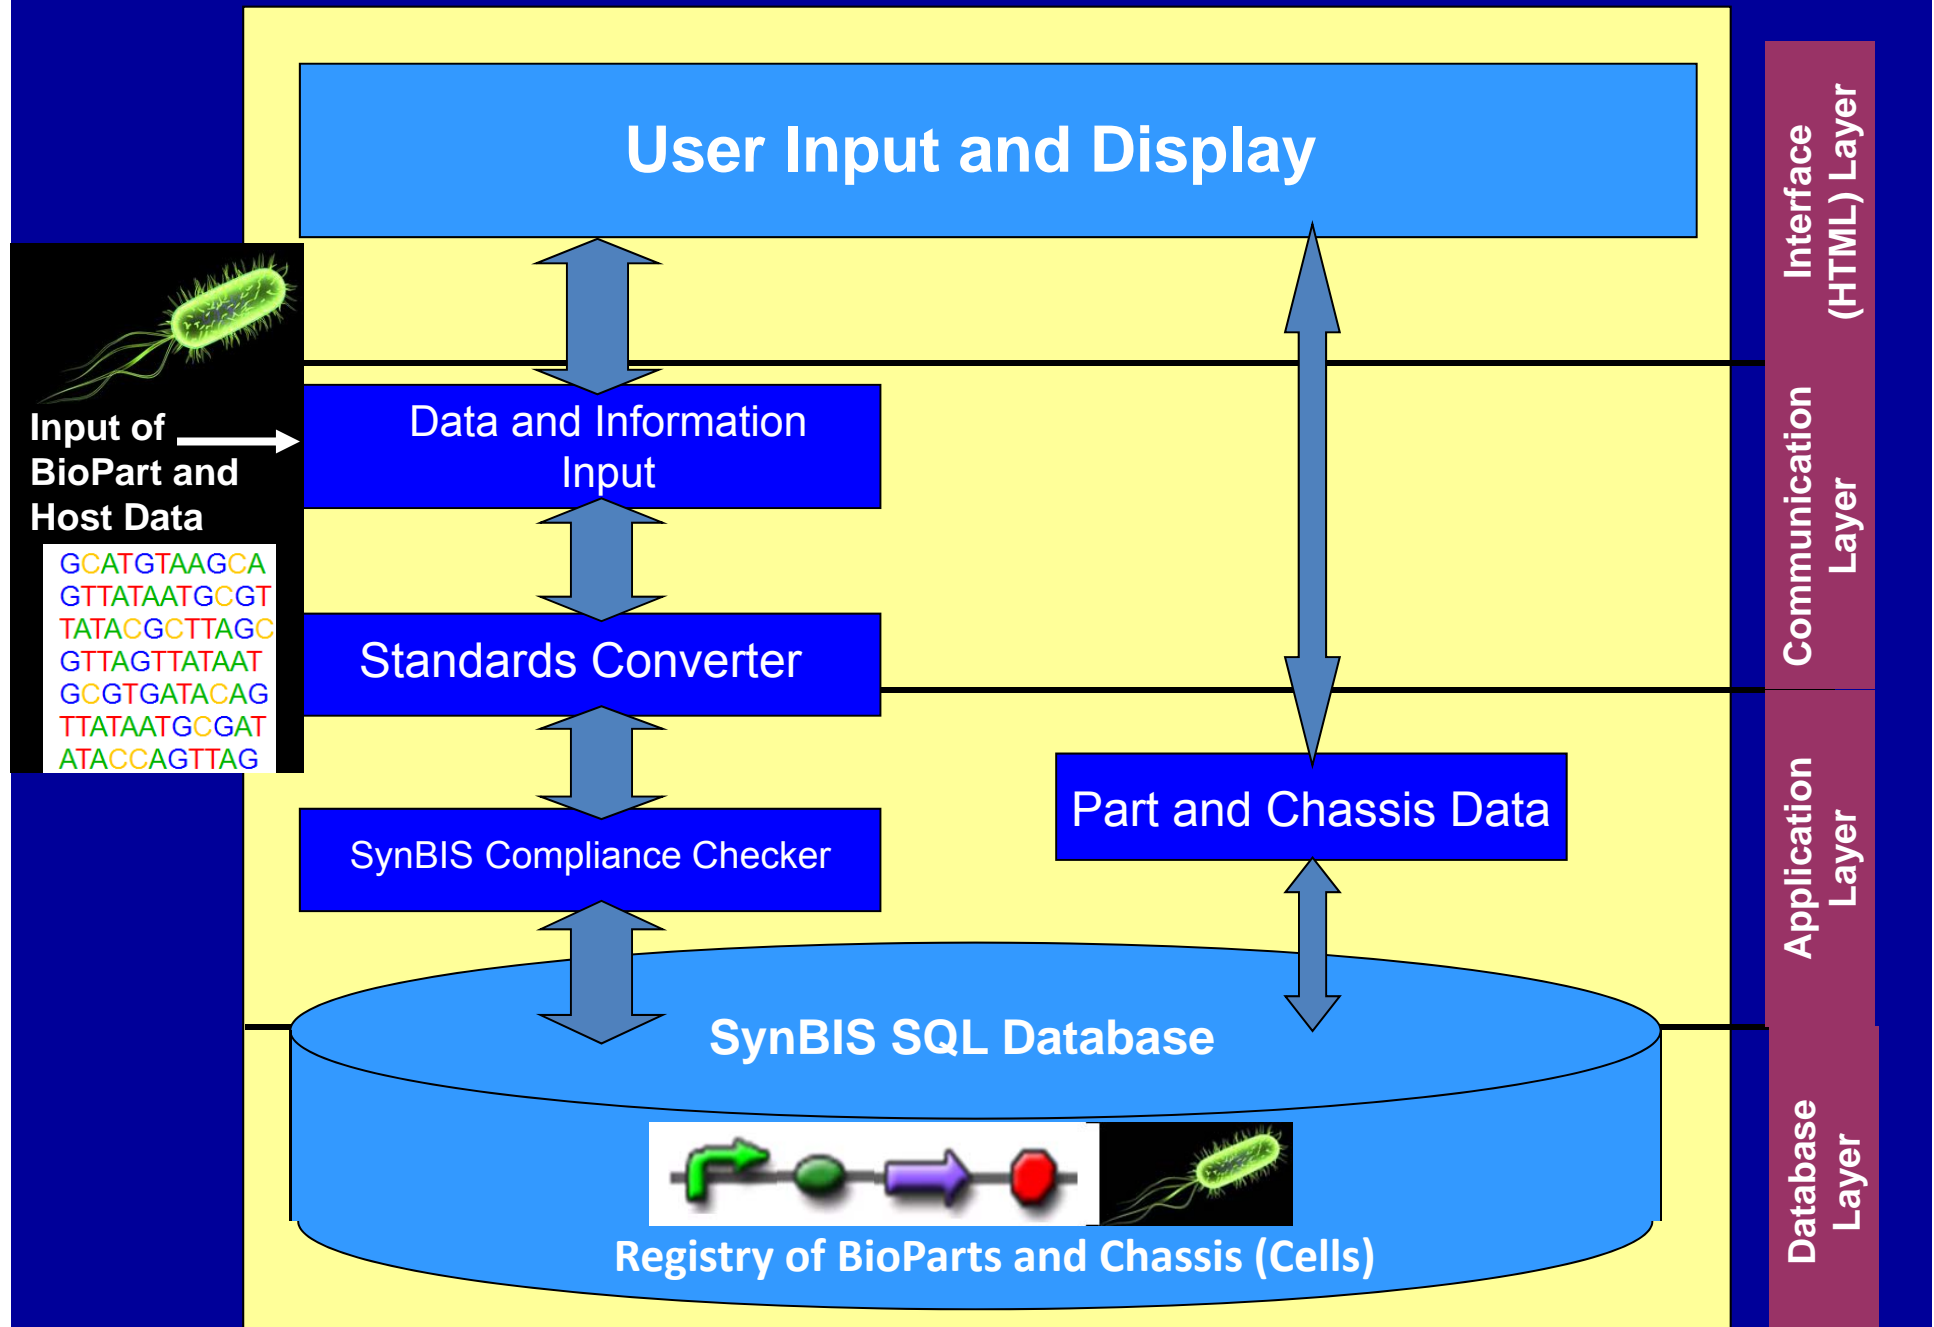 User Input and Display
Input of
BioPart and
Host Data
GCATGTAAGCA
GTTATAATGCGT
TATACGCTTAGC
GTTAGTTATAAT
GCGTGATACAG
TTATAATGCGAT
ATACCAGTTAG
Data and Information
Input
Standards Converter
SynBIS Compliance Checker
Part and Chassis Data
SynBIS SQL Database
Registry of BioParts and Chassis (Cells)
Interface
(HTML) Layer
Communication
Layer
Application
Layer
Database
Layer